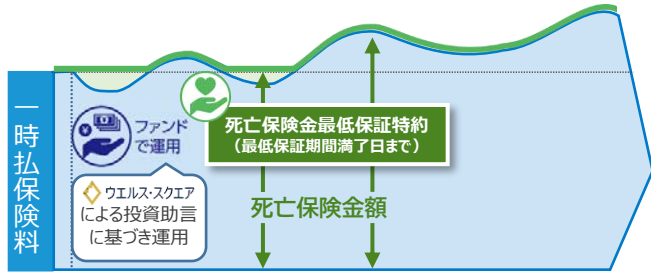 一時払保険料
¥
ファンド
で運用
ウエルス・スクエア
による投資助言
に基づき運用
死亡保険金最低保証特約
（最低保証期間満了日まで）
死亡保険金額